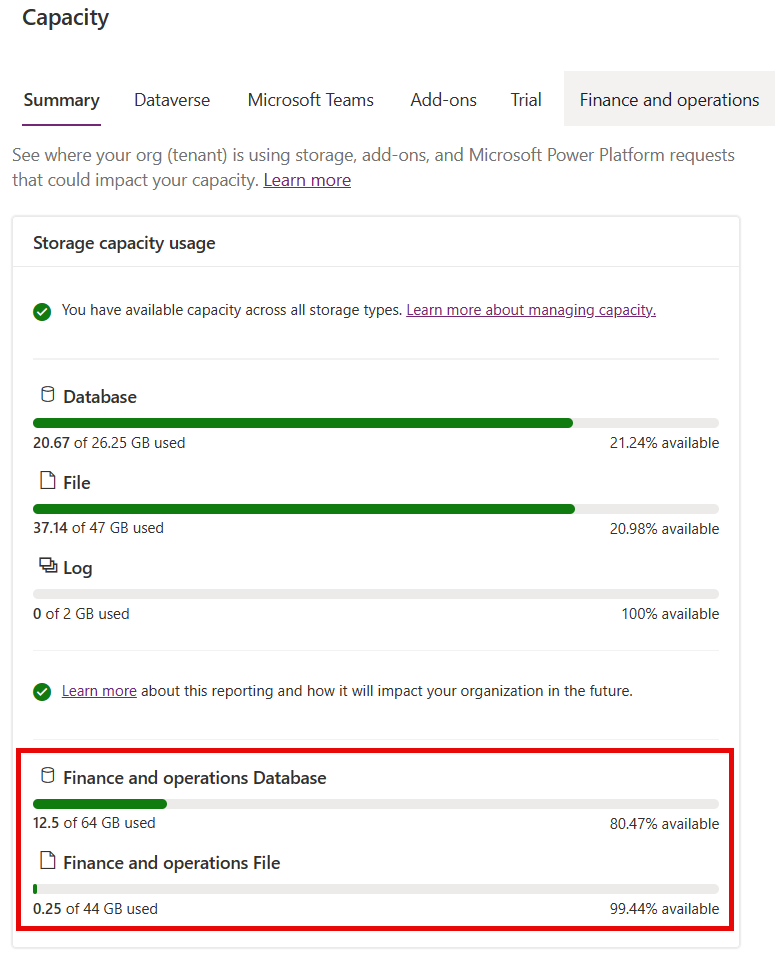 Capacity
Summary Dataverse Microsoft Teams Add-ons Trial Finance and operations
See where your org (tenant) is using storage, add-ons, and Microsoft Power Platform requests
that could impact your capacity. Learn more
Storage capacity usage
You have available capacity across all storage types. Learn more about managing capacity.
Database
20.67 of 26.25 GB used 21.24% available
File
37.14 of 47 GB used 20.98% available
Log
0 of 2 GB used 100% available
Learn more about this reporting and how it will impact your organization in the future.
Finance and operations Database
12.5 of 64 GB used 80.47% available
Finance and operations File
0.25 of 44 GB used 99.44% available